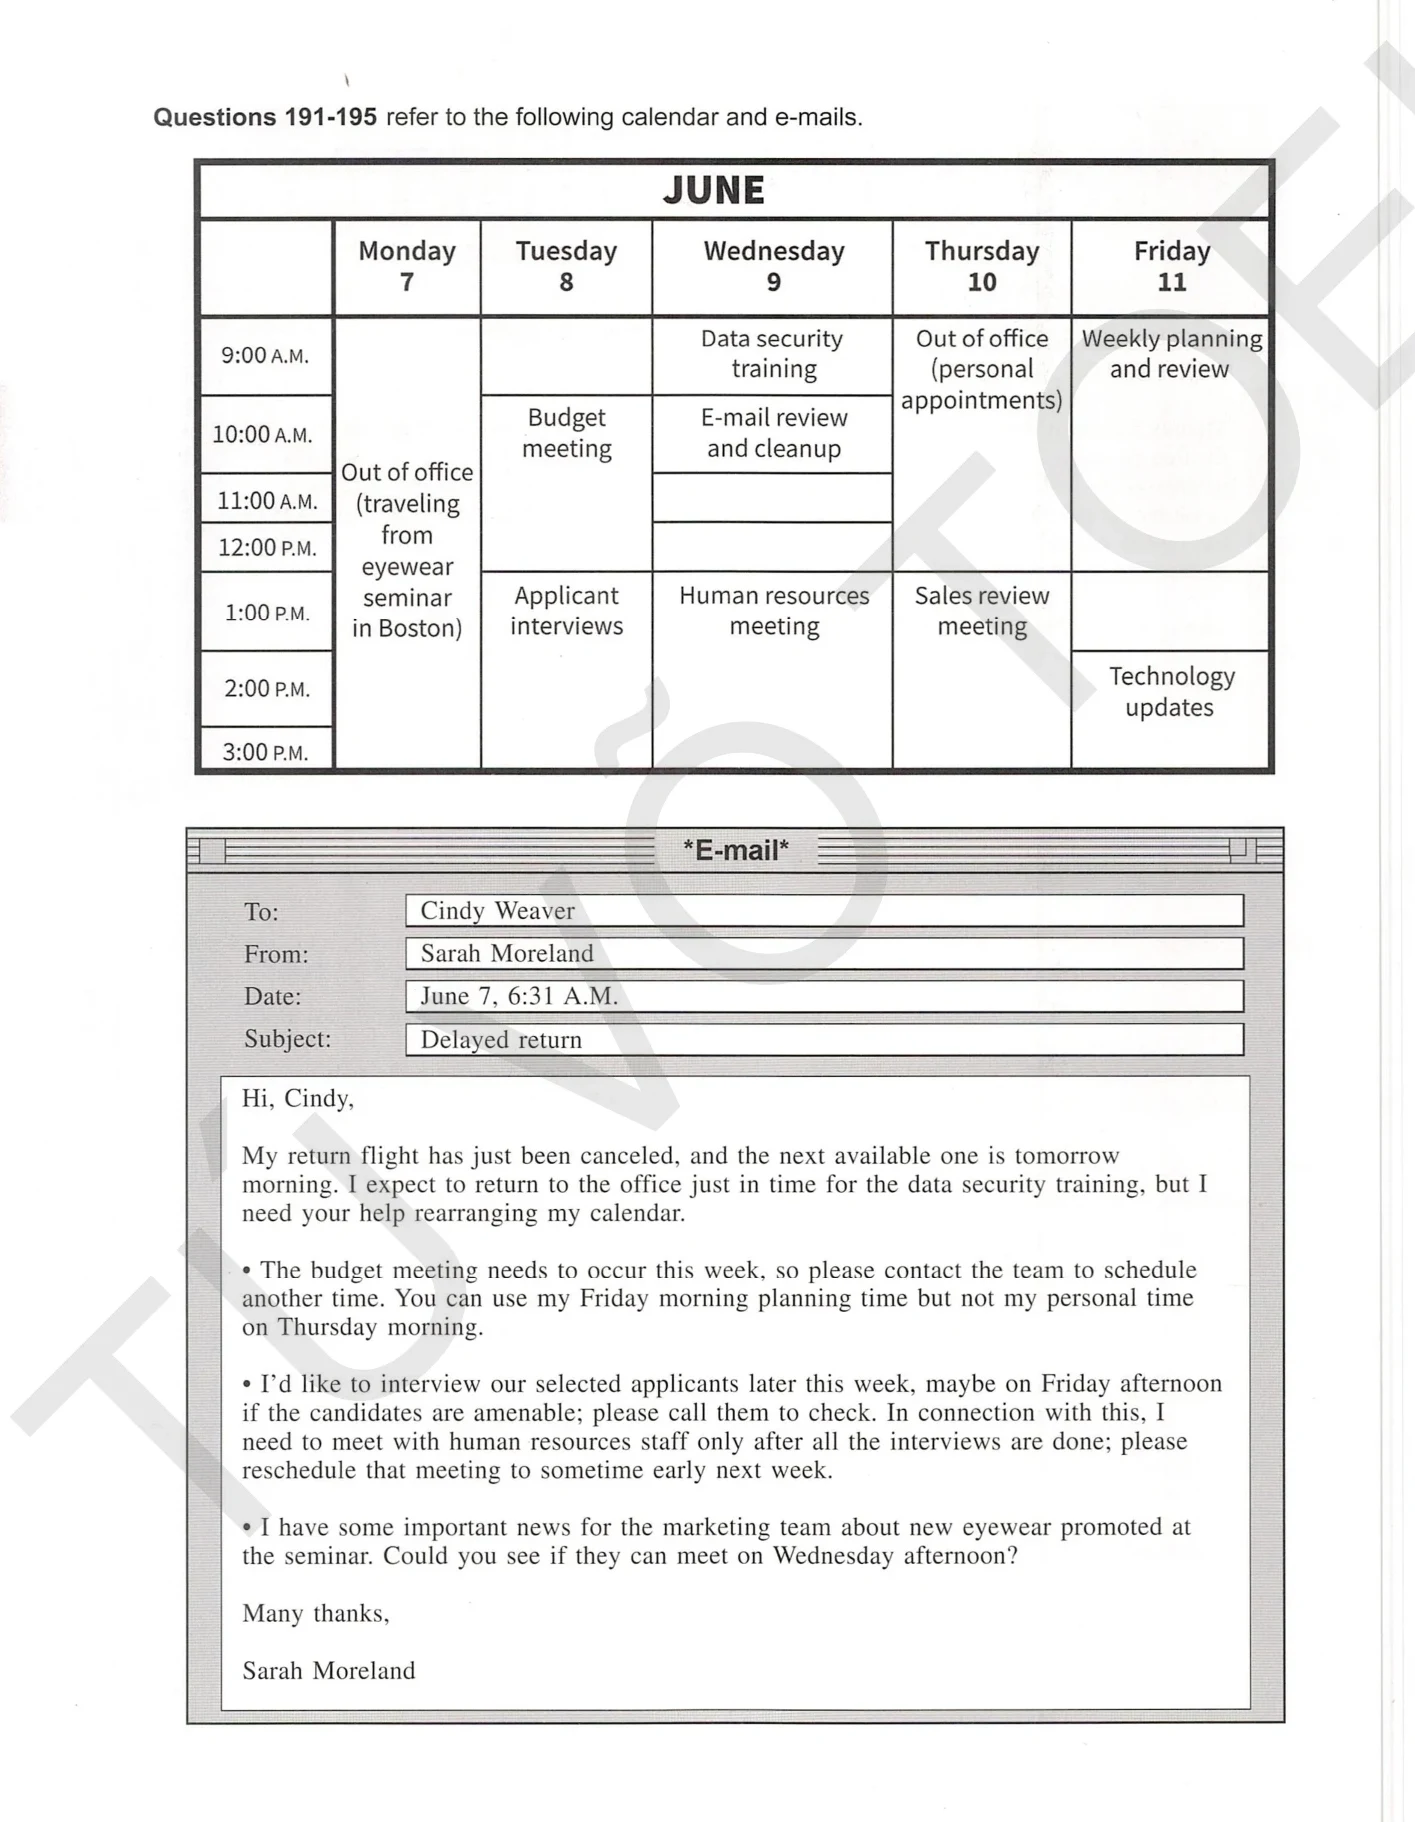 Questions 191-195 refer to the following calendar and e-mails.
JUNE
Monday
7
Tuesday
8
Wednesday
9
Thursday
10
Friday
11
9:00 A.M.
Data security
training
Out of office
(personal
appointments)
Weekly planning
and review
10:00 A.M.
Budget
meeting
E-mail review
and cleanup
Out of office
(traveling
from
eyewear
seminar
in Boston)
11:00 A.M.
12:00 P.M.
1:00 P.M.
Applicant
interviews
Human resources
meeting
Sales review
meeting
2:00 P.M.
Technology
updates
3:00 P.M.
*E-mail*
To: Cindy Weaver
From: Sarah Moreland
Date: June 7, 6:31 A.M.
Subject: Delayed return
Hi, Cindy,
My return flight has just been canceled, and the next available one is tomorrow
morning. I expect to return to the office just in time for the data security training, but I
need your help rearranging my calendar.
• The budget meeting needs to occur this week, so please contact the team to schedule
another time. You can use my Friday morning planning time but not my personal time
on Thursday morning.
• I'd like to interview our selected applicants later this week, maybe on Friday afternoon
if the candidates are amenable; please call them to check. In connection with this, I
need to meet with human resources staff only after all the interviews are done; please
reschedule that meeting to sometime early next week.
• I have some important news for the marketing team about new eyewear promoted at
the seminar. Could you see if they can meet on Wednesday afternoon?
Many thanks,
Sarah Moreland
TÚ VÕ TOE